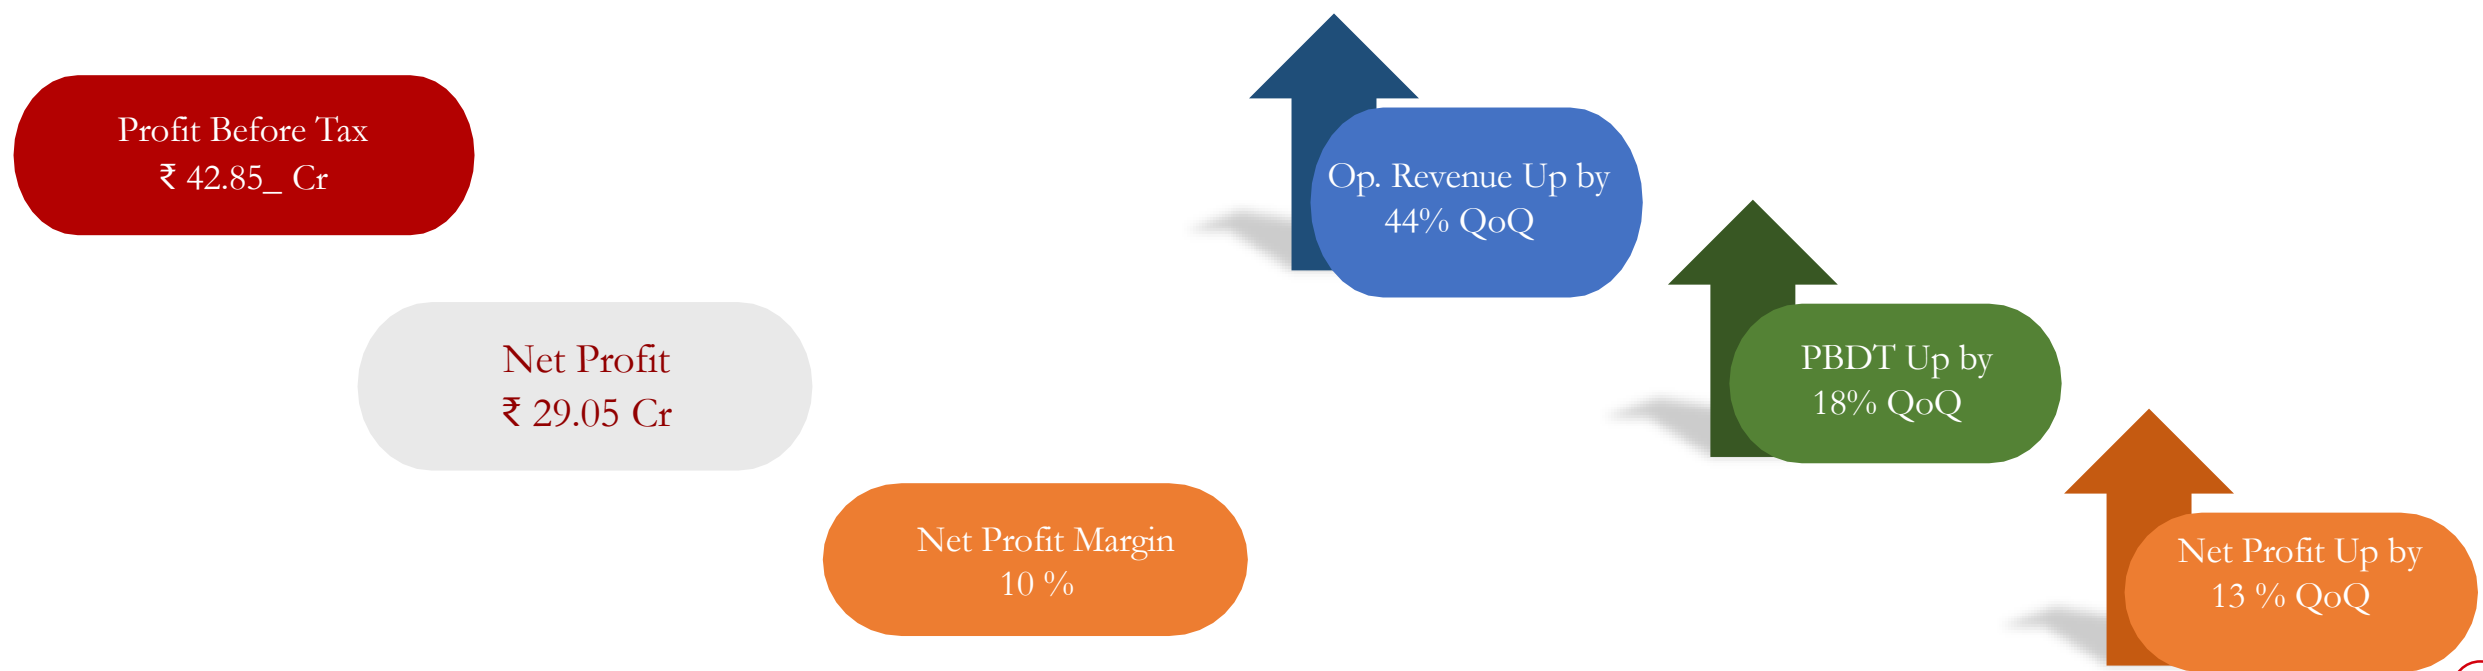 Profit Before Tax
₹ 42.85_ Cr
Net Profit
₹ 29.05 Cr
Net Profit Margin
10 %
Op. Revenue Up by
44% QoQ
PBDT Up by
18% QoQ
Net Profit Up by
13 % QoQ